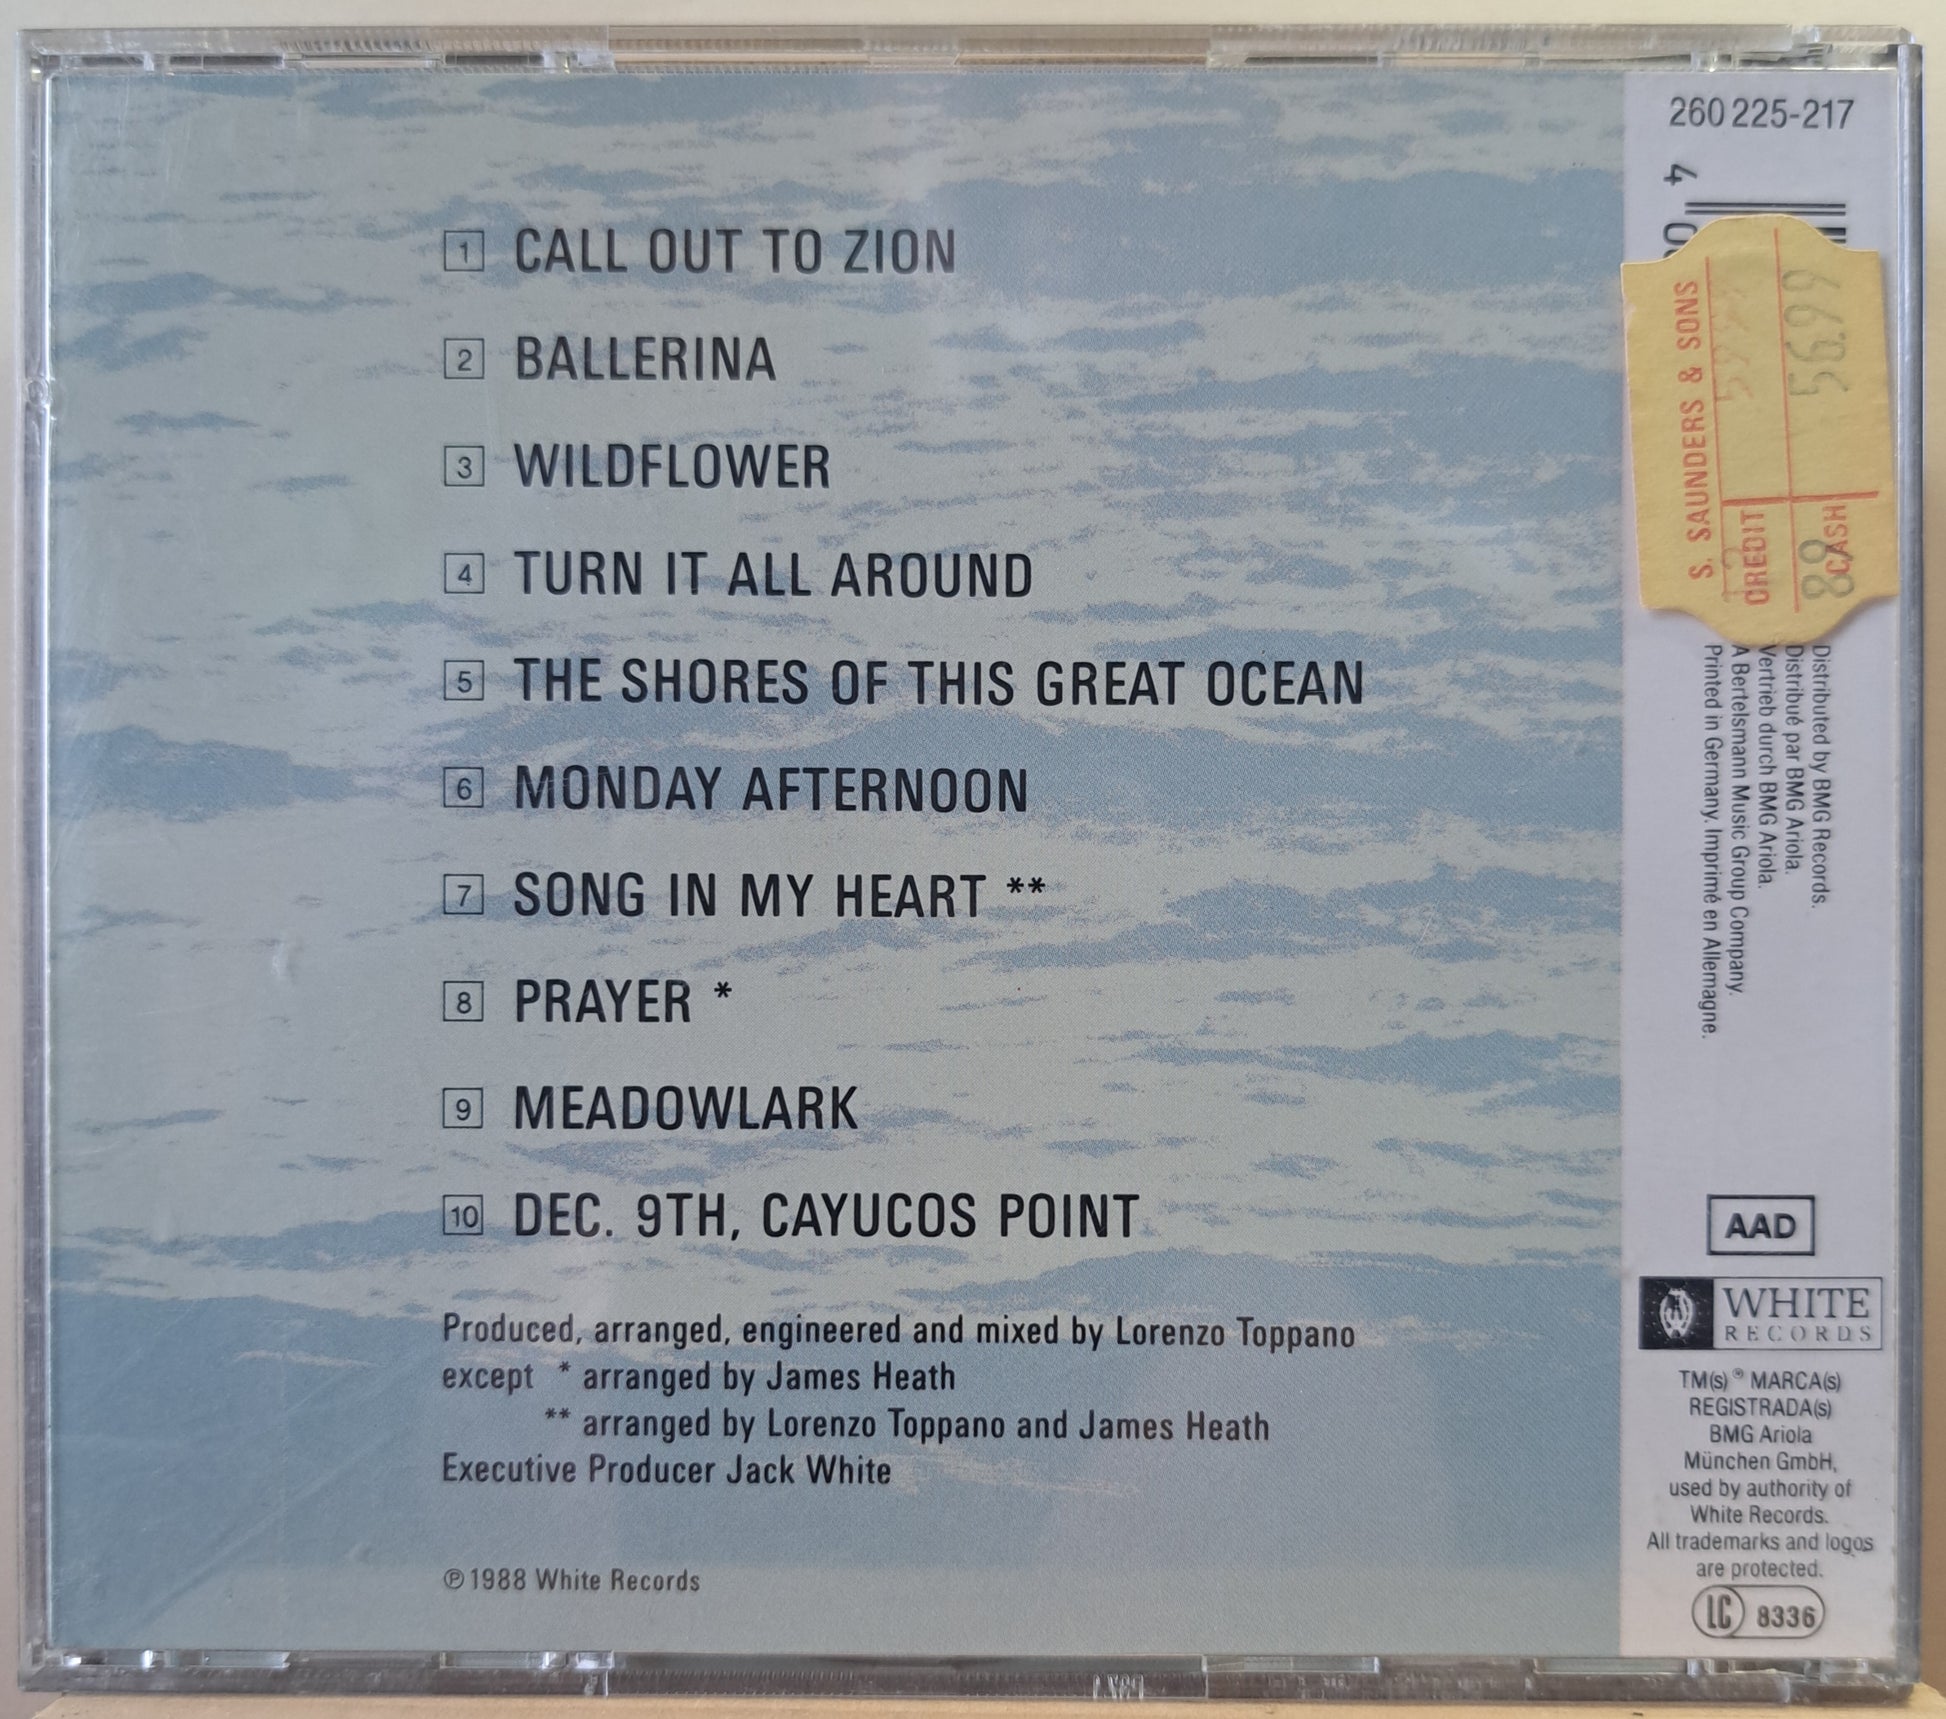 1 CALL OUT TO ZION
2 BALLERINA
3 WILDFLOWER
4 TURN IT ALL AROUND
5 THE SHORES OF THIS GREAT OCEAN
6 MONDAY AFTERNOON
7 SONG IN MY HEART **
8 PRAYER *
9 MEADOWLARK
10 DEC. 9TH, CAYUCOS POINT
Produced, arranged, engineered and mixed by Lorenzo Toppano
except * arranged by James Heath
** arranged by Lorenzo Toppano and James Heath
Executive Producer Jack White
℗ 1988 White Records
260 225-217
4
S. SAUNDERS & SONS
CREDIT
CASH
56.99
88
Distributed by BMG Records.
Distribué par BMG Ariola.
Vertrieb durch BMG Ariola.
A Bertelsmann Music Group Company.
Printed in Germany. Imprimé en Allemagne.
AAD
WHITE
RECORDS
TM(s) ® MARCA(s)
REGISTRADA(s)
BMG Ariola
München GmbH,
used by authority of
White Records.
All trademarks and logos
are protected.
LC 8336